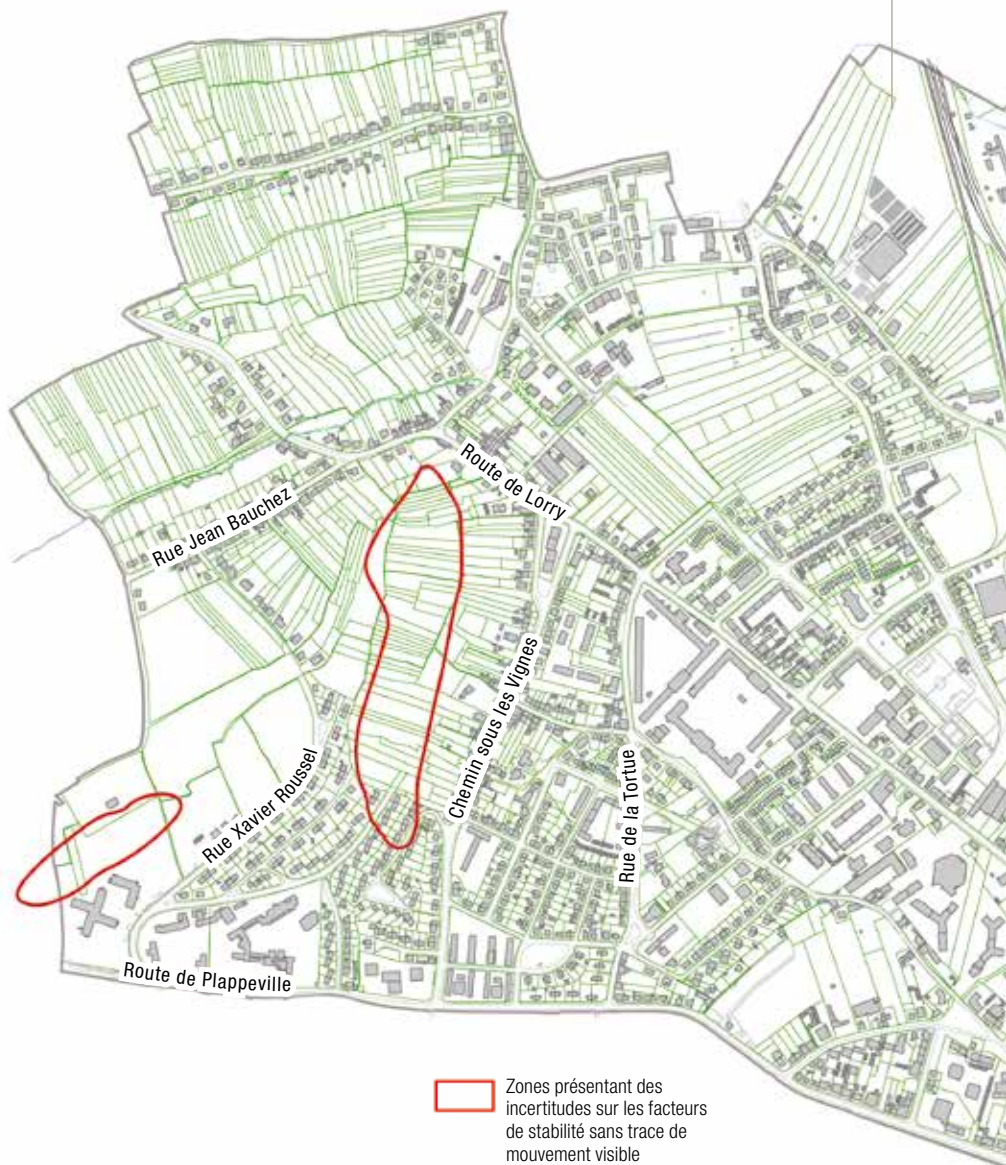 Route de Lorry
Rue Jean Bauchez
Chemin sous les Vignes
Rue Xavier Roussel
Rue de la Tortue
Route de Plappeville
Zones présentant des
incertitudes sur les facteurs
de stabilité sans trace de
mouvement visible